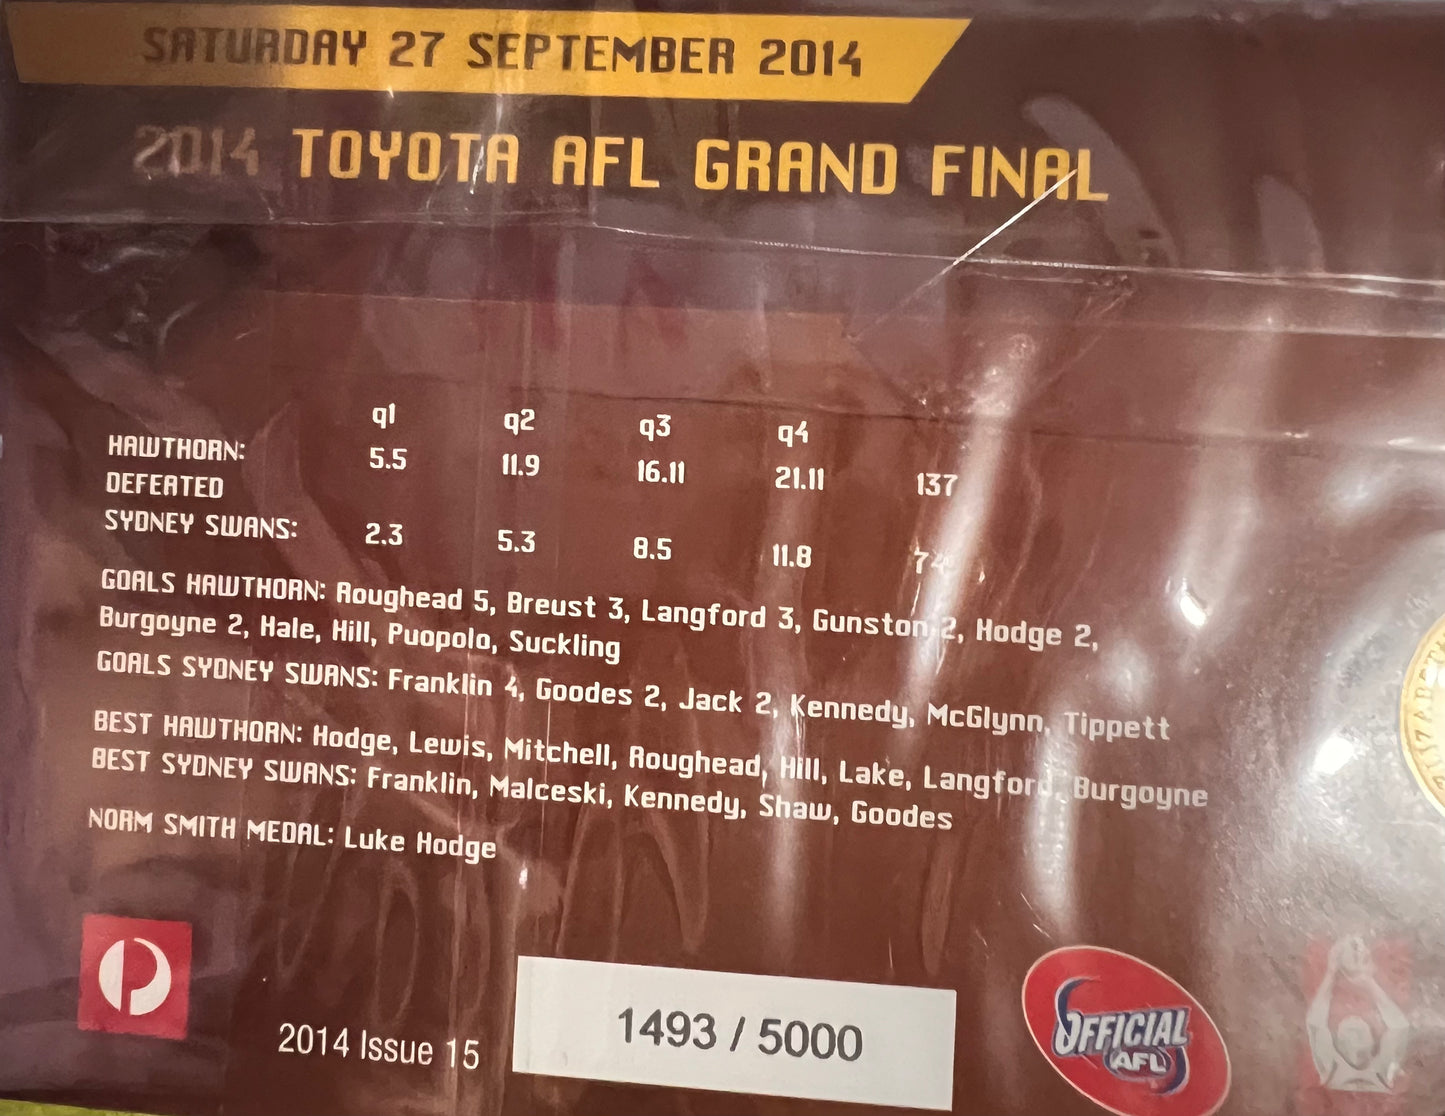 SATURDAY 27 SEPTEMBER 2014
2014 TOYOTA AFL GRAND FINAL
q1 q2 q3 q4
HAWTHORN: 5.5 11.9 16.11 21.11 137
DEFEATED
SYDNEY SWANS: 2.3 5.3 8.5 11.8 74
GOALS HAWTHORN: Roughead 5, Breust 3, Langford 3, Gunston 2, Hodge 2,
Burgoyne 2, Hale, Hill, Puopolo, Suckling
GOALS SYDNEY SWANS: Franklin 4, Goodes 2, Jack 2, Kennedy, McGlynn, Tippett
BEST HAWTHORN: Hodge, Lewis, Mitchell, Roughead, Hill, Lake, Langford, Burgoyne
BEST SYDNEY SWANS: Franklin, Malceski, Kennedy, Shaw, Goodes
NORM SMITH MEDAL: Luke Hodge
2014 Issue 15
1493 / 5000
OFFICIAL
AFL